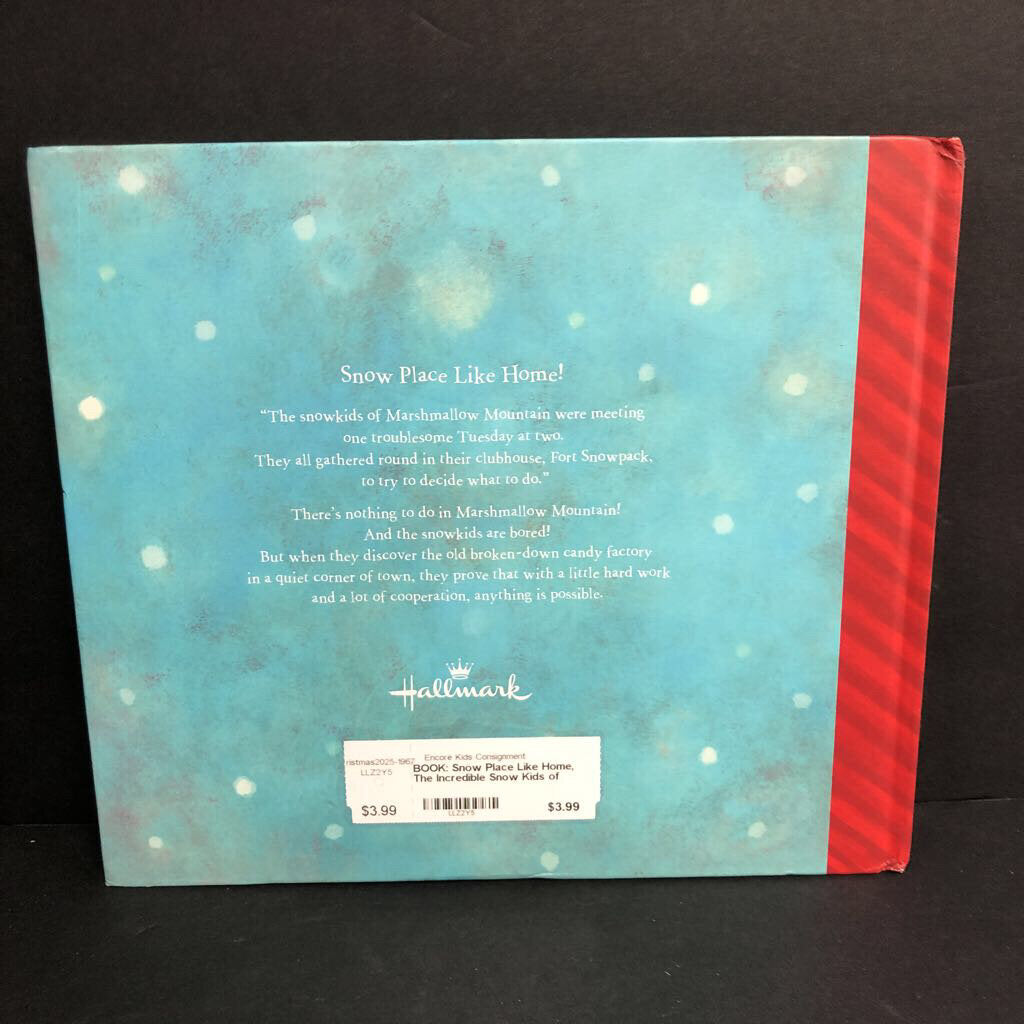 Snow Place Like Home!
“The snowkids of Marshmallow Mountain were meeting
one troublesome Tuesday at two.
They all gathered round in their clubhouse, Fort Snowpack,
to try to decide what to do.”
There's nothing to do in Marshmallow Mountain!
And the snowkids are bored!
But when they discover the old broken-down candy factory
in a quiet corner of town, they prove that with a little hard work
and a lot of cooperation, anything is possible.
Hallmark
ristmas2025-1967
LLZ2Y5
$3.99
Encore Kids Consignment
BOOK: Snow Place Like Home,
The Incredible Snow Kids of
LLZ2Y5
$3.99